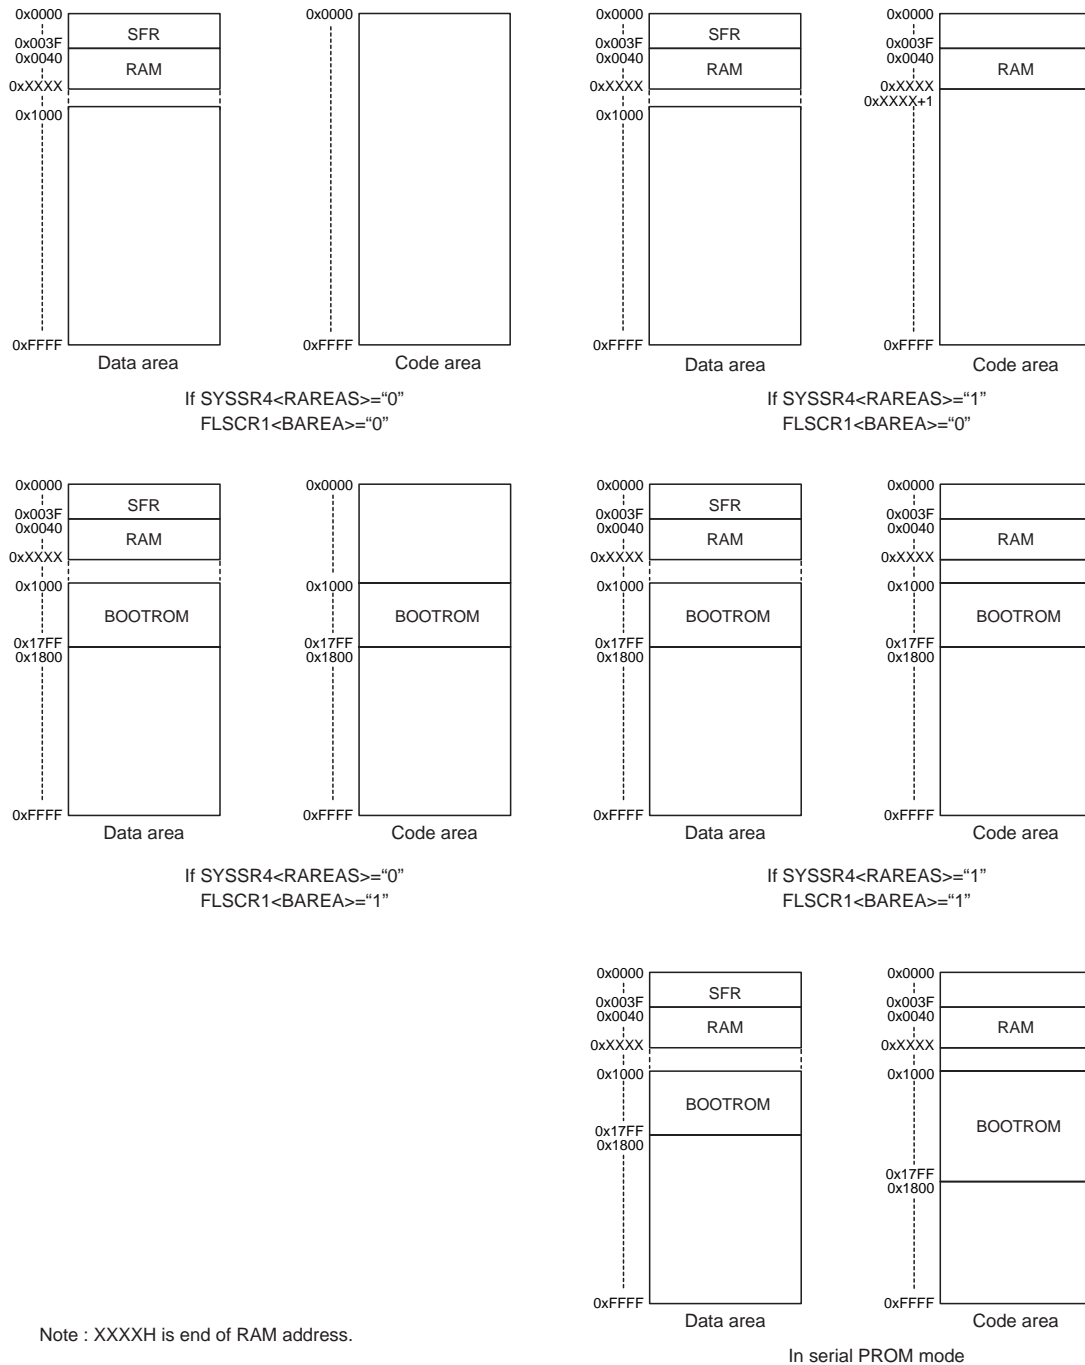 0x0000
SFR
0x003F
0x0040
RAM
0xXXXX
0x1000
0xFFFF
Data area
0x0000
0xFFFF
Code area
If SYSSR4<RAREAS>=“0”
FLSCR1<BAREA>=“0”
0x0000
SFR
0x003F
0x0040
RAM
0xXXXX
0x1000
0xFFFF
Data area
0x0000
0x003F
0x0040
RAM
0xXXXX
0xXXXX+1
0xFFFF
Code area
If SYSSR4<RAREAS>=“1”
FLSCR1<BAREA>=“0”
0x0000
SFR
0x003F
0x0040
RAM
0xXXXX
0x1000
BOOTROM
0x17FF
0x1800
0xFFFF
Data area
0x0000
0x1000
BOOTROM
0x17FF
0x1800
0xFFFF
Code area
If SYSSR4<RAREAS>=“0”
FLSCR1<BAREA>=“1”
0x0000
SFR
0x003F
0x0040
RAM
0xXXXX
0x1000
BOOTROM
0x17FF
0x1800
0xFFFF
Data area
0x0000
0x003F
0x0040
RAM
0xXXXX
0x1000
BOOTROM
0x17FF
0x1800
0xFFFF
Code area
If SYSSR4<RAREAS>=“1”
FLSCR1<BAREA>=“1”
0x0000
SFR
0x003F
0x0040
RAM
0xXXXX
0x1000
BOOTROM
0x17FF
0x1800
0xFFFF
Data area
0x0000
0x003F
0x0040
RAM
0xXXXX
0x1000
BOOTROM
0x17FF
0x1800
0xFFFF
Code area
In serial PROM mode
Note : XXXXH is end of RAM address.